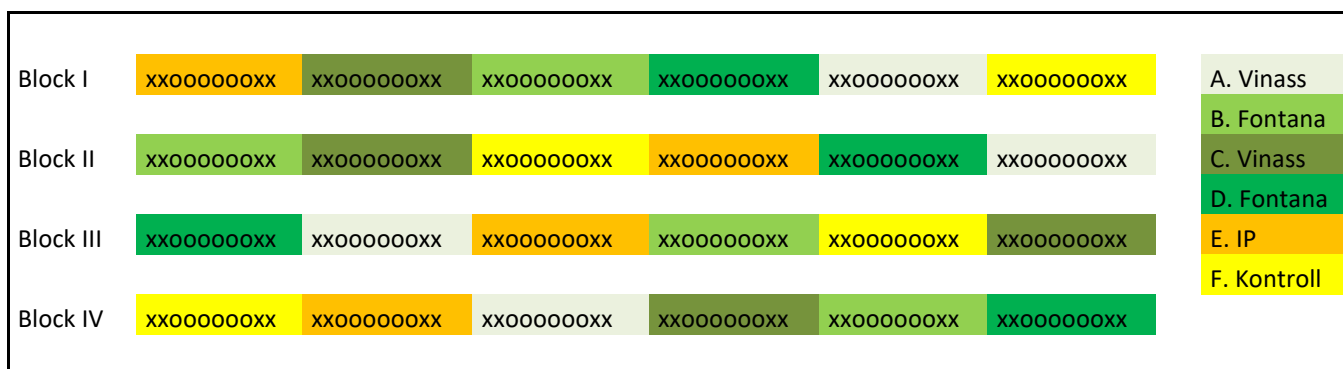 Block I xxooooooxx xxooooooxx xxooooooxx xxooooooxx xxooooooxx xxooooooxx
Block II xxooooooxx xxooooooxx xxooooooxx xxooooooxx xxooooooxx xxooooooxx
Block III xxooooooxx xxooooooxx xxooooooxx xxooooooxx xxooooooxx xxooooooxx
Block IV xxooooooxx xxooooooxx xxooooooxx xxooooooxx xxooooooxx xxooooooxx
A. Vinass
B. Fontana
C. Vinass
D. Fontana
E. IP
F. Kontroll